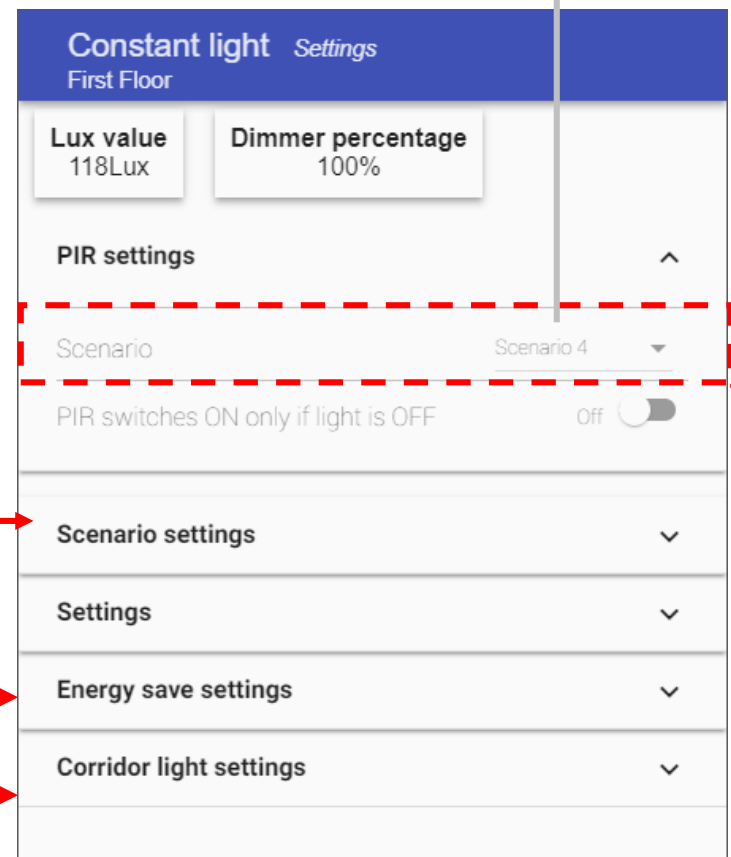 Constant light Settings
First Floor
Lux value
118Lux
Dimmer percentage
100%
PIR settings
Scenario
Scenario 4
PIR switches ON only if light is OFF
Off
Scenario settings
Settings
Energy save settings
Corridor light settings